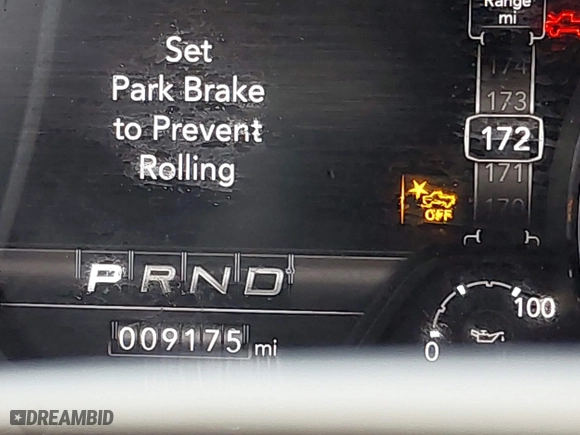 Range
mi
174
173
172
171
170
Set
Park Brake
to Prevent
Rolling
OFF
PRND
009175 mi
100
0
DREAMBID